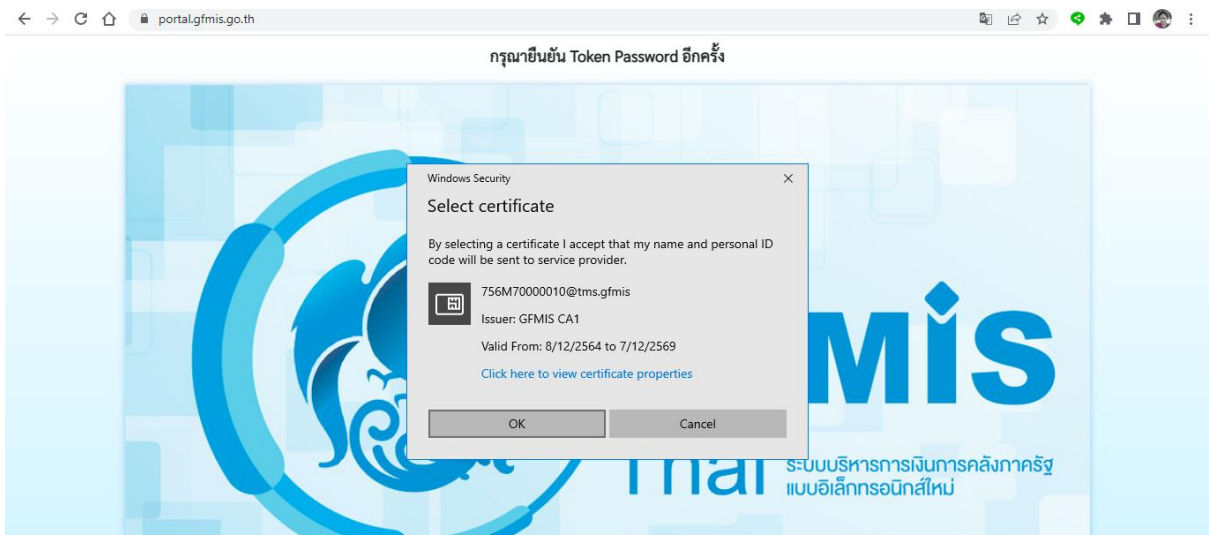 portal.gfmis.go.th
กรุณายืนยัน Token Password อีกครั้ง
Windows Security
Select certificate
By selecting a certificate I accept that my name and personal ID
code will be sent to service provider.
756M70000010@tms.gfmis
Issuer: GFMIS CA1
Valid From: 8/12/2564 to 7/12/2569
Click here to view certificate properties
OK
Cancel
MIS
Thai
ระบบบริหารการเงินการคลังภาครัฐ
แบบอิเล็กทรอนิกส์ใหม่